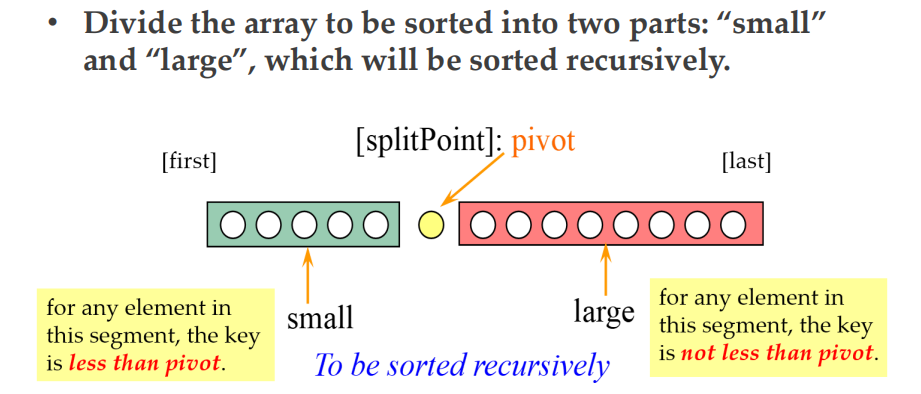 • Divide the array to be sorted into two parts: “small”
and “large”, which will be sorted recursively.
[splitPoint]: pivot
[first]
[last]
for any element in
this segment, the key
is less than pivot.
small
large
for any element in
this segment, the key
is not less than pivot.
To be sorted recursively